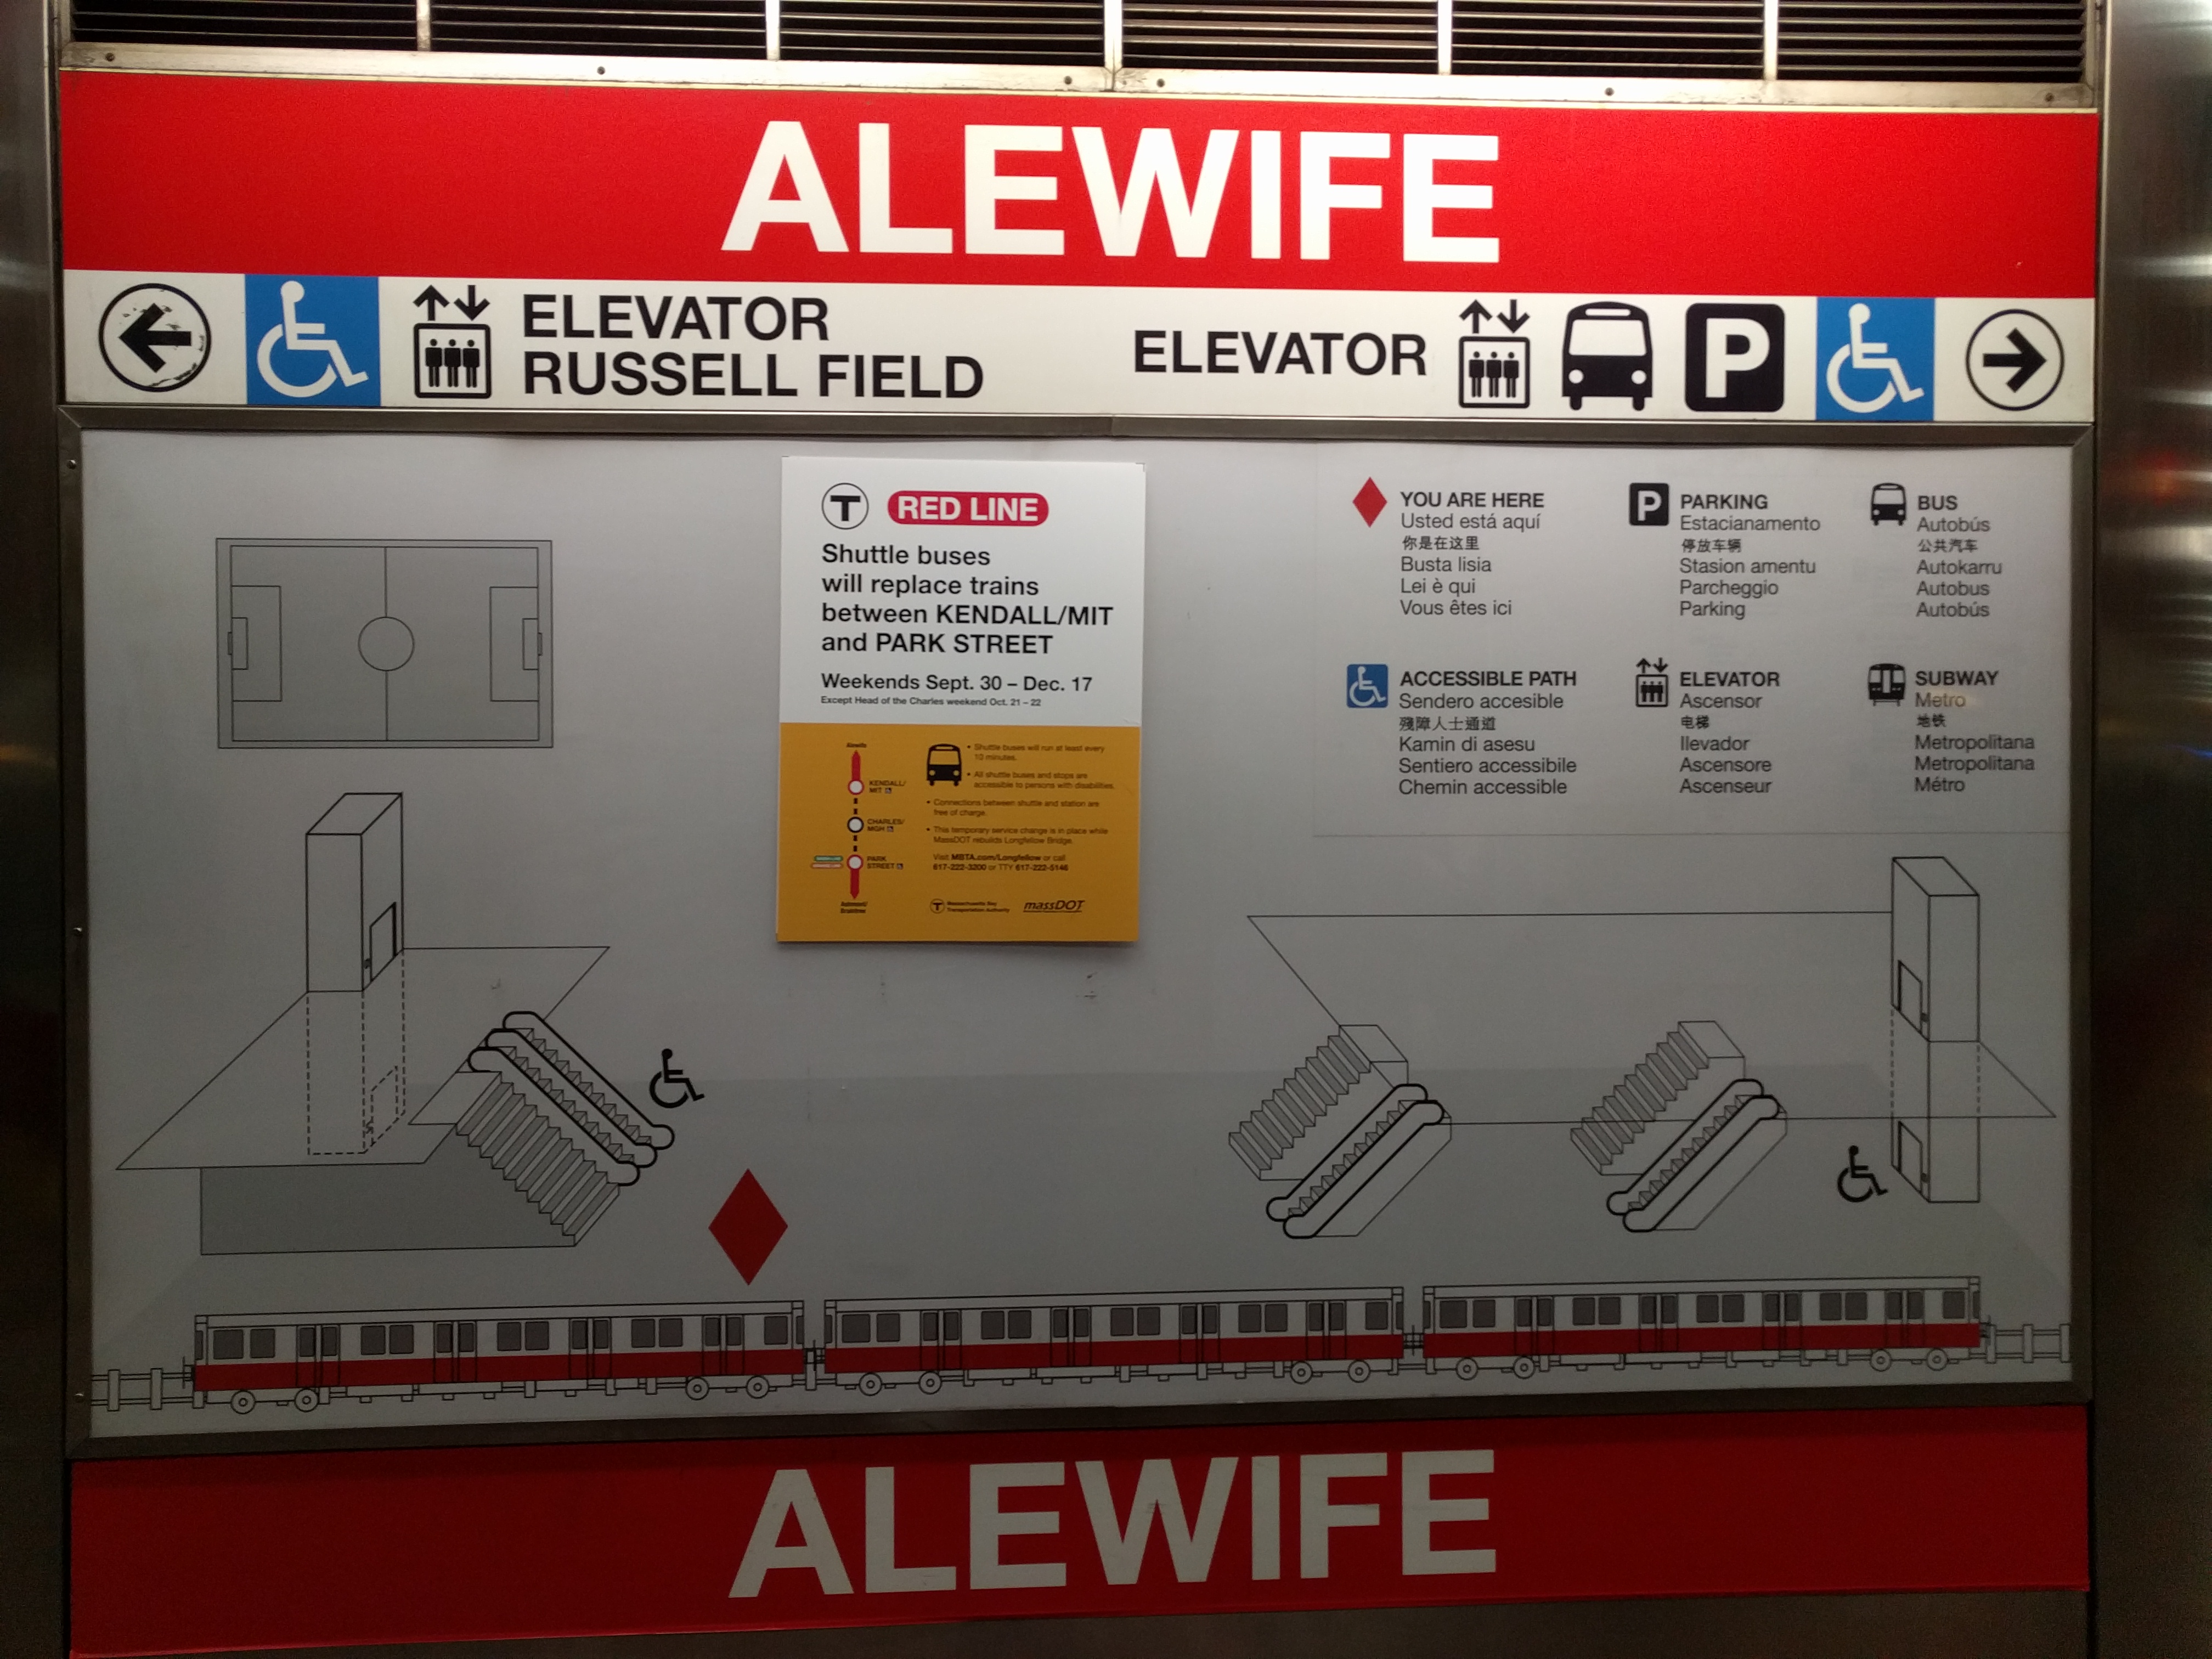 ALEWIFE
ELEVATOR
RUSSELL FIELD
ELEVATOR
P
T RED LINE
Shuttle buses
will replace trains
between KENDALL/MIT
and PARK STREET
Weekends Sept. 30 – Dec. 17
Except Head of the Charles weekend Oct. 21 – 22
Alewife
KENDALL/
MIT
CHARLES/
MGH
PARK
STREET
Ashmont/
Braintree
• Shuttle buses will run at least every
10 minutes.
• All shuttle buses and stops are
accessible to persons with disabilities.
• Connections between shuttle and station are
free of charge.
• This temporary service change is in place while
MassDOT rebuilds Longfellow Bridge.
Visit MBTA.com/Longfellow or call
617-222-3200 or TTY 617-222-5146
T Massachusetts Bay
Transportation Authority
massDOT
YOU ARE HERE
Usted está aquí
你是在这里
Busta lisia
Lei è qui
Vous êtes ici
P PARKING
Estacianamento
停放车辆
Stasion amentu
Parcheggio
Parking
BUS
Autobús
公共汽车
Autokarru
Autobus
Autobús
ACCESSIBLE PATH
Sendero accesible
残障人士通道
Kamin di asesu
Sentiero accessibile
Chemin accessible
ELEVATOR
Ascensor
电梯
Ilevador
Ascensore
Ascenseur
SUBWAY
Metro
地铁
Metropolitana
Metropolitana
Métro
ALEWIFE